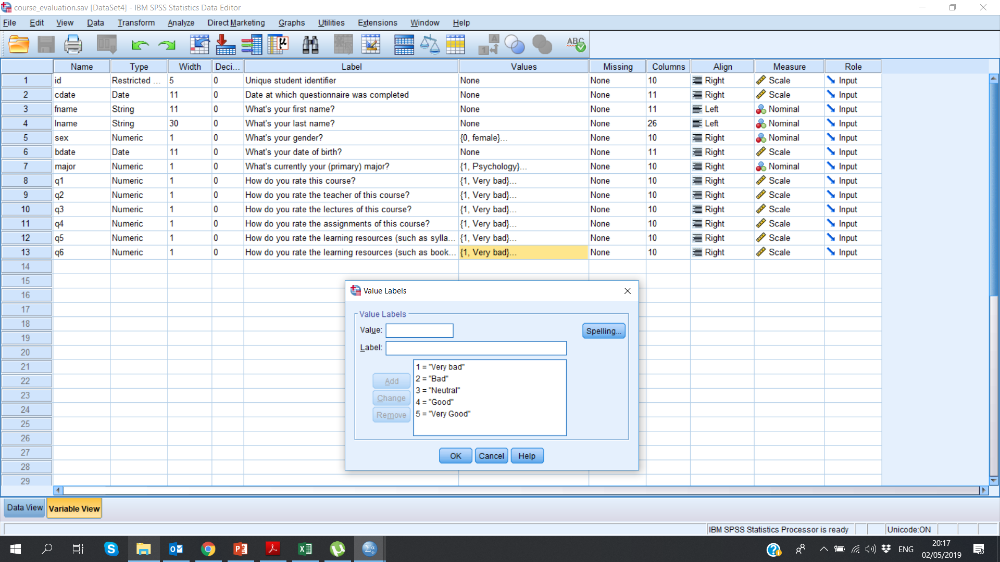 course_evaluation.sav [DataSet4] - IBM SPSS Statistics Data Editor
File Edit View Data Transform Analyze Direct Marketing Graphs Utilities Extensions Window Help
Name Type Width Deci... Label Values Missing Columns Align Measure Role
1 id Restricted ... 5 0 Unique student identifier None None 10 Right Scale Input
2 cdate Date 11 0 Date at which questionnaire was completed None None 11 Right Scale Input
3 fname String 11 0 What's your first name? None None 11 Left Nominal Input
4 lname String 30 0 What's your last name? None None 26 Left Nominal Input
5 sex Numeric 1 0 What's your gender? {0, female}... None 10 Right Nominal Input
6 bdate Date 11 0 What's your date of birth? None None 11 Right Scale Input
7 major Numeric 1 0 What's currently your (primary) major? {1, Psychology}... None 10 Right Nominal Input
8 q1 Numeric 1 0 How do you rate this course? {1, Very bad}... None 10 Right Scale Input
9 q2 Numeric 1 0 How do you rate the teacher of this course? {1, Very bad}... None 10 Right Scale Input
10 q3 Numeric 1 0 How do you rate the lectures of this course? {1, Very bad}... None 10 Right Scale Input
11 q4 Numeric 1 0 How do you rate the assignments of this course? {1, Very bad}... None 10 Right Scale Input
12 q5 Numeric 1 0 How do you rate the learning resources (such as sylla... {1, Very bad}... None 10 Right Scale Input
13 q6 Numeric 1 0 How do you rate the learning resources (such as book... {1, Very bad}... None 10 Right Scale Input
14
15
16
17
18
19
20
21
22
23
24
25
26
27
28
29
Value Labels
Value Labels
Value:
Spelling...
Label:
1 = "Very bad"
2 = "Bad"
3 = "Neutral"
4 = "Good"
5 = "Very Good"
Add
Change
Remove
OK Cancel Help
Data View Variable View
IBM SPSS Statistics Processor is ready Unicode:ON
ENG
20:17
02/05/2019